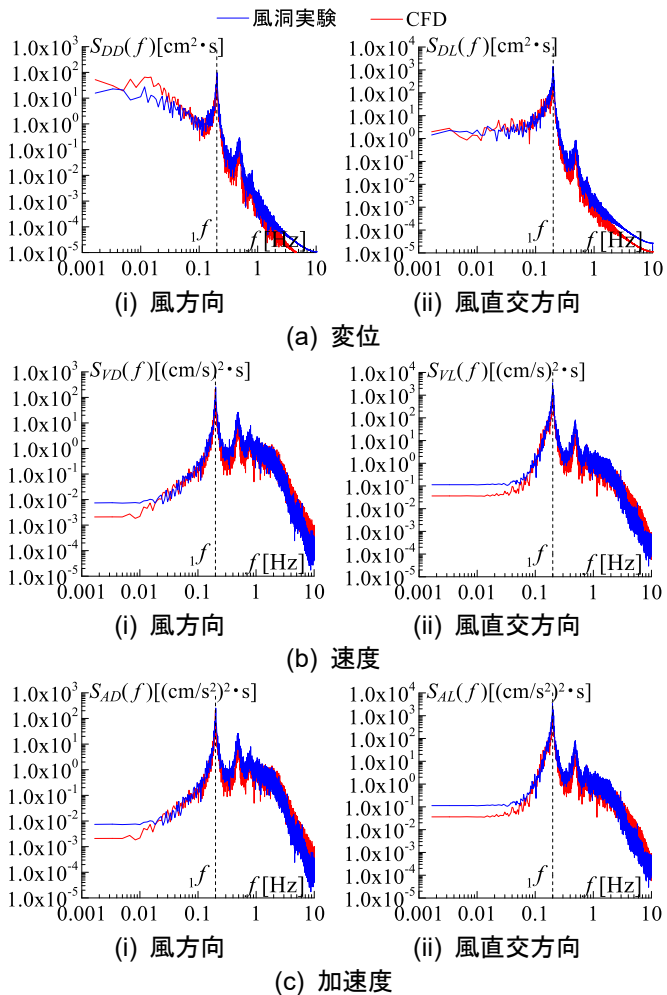 風洞実験 CFD
S_DD(f)[cm²・s]
1.0x10³
1.0x10²
1.0x10¹
1.0x10⁰
1.0x10⁻¹
1.0x10⁻²
1.0x10⁻³
1.0x10⁻⁴
1.0x10⁻⁵
₁f
f[Hz]
0.001 0.01 0.1 1 10
(i) 風方向
S_DL(f)[cm²・s]
1.0x10⁴
1.0x10³
1.0x10²
1.0x10¹
1.0x10⁰
1.0x10⁻¹
1.0x10⁻²
1.0x10⁻³
1.0x10⁻⁴
1.0x10⁻⁵
₁f
f[Hz]
0.001 0.01 0.1 1 10
(ii) 風直交方向
(a) 変位
S_VD(f)[(cm/s)²・s]
1.0x10³
1.0x10²
1.0x10¹
1.0x10⁰
1.0x10⁻¹
1.0x10⁻²
1.0x10⁻³
1.0x10⁻⁴
1.0x10⁻⁵
₁f
f[Hz]
0.001 0.01 0.1 1 10
(i) 風方向
S_VL(f)[(cm/s)²・s]
1.0x10⁴
1.0x10³
1.0x10²
1.0x10¹
1.0x10⁰
1.0x10⁻¹
1.0x10⁻²
1.0x10⁻³
1.0x10⁻⁴
1.0x10⁻⁵
₁f
f[Hz]
0.001 0.01 0.1 1 10
(ii) 風直交方向
(b) 速度
S_AD(f)[(cm/s²)²・s]
1.0x10³
1.0x10²
1.0x10¹
1.0x10⁰
1.0x10⁻¹
1.0x10⁻²
1.0x10⁻³
1.0x10⁻⁴
1.0x10⁻⁵
₁f
f[Hz]
0.001 0.01 0.1 1 10
(i) 風方向
S_AL(f)[(cm/s²)²・s]
1.0x10⁴
1.0x10³
1.0x10²
1.0x10¹
1.0x10⁰
1.0x10⁻¹
1.0x10⁻²
1.0x10⁻³
1.0x10⁻⁴
1.0x10⁻⁵
₁f
f[Hz]
0.001 0.01 0.1 1 10
(ii) 風直交方向
(c) 加速度